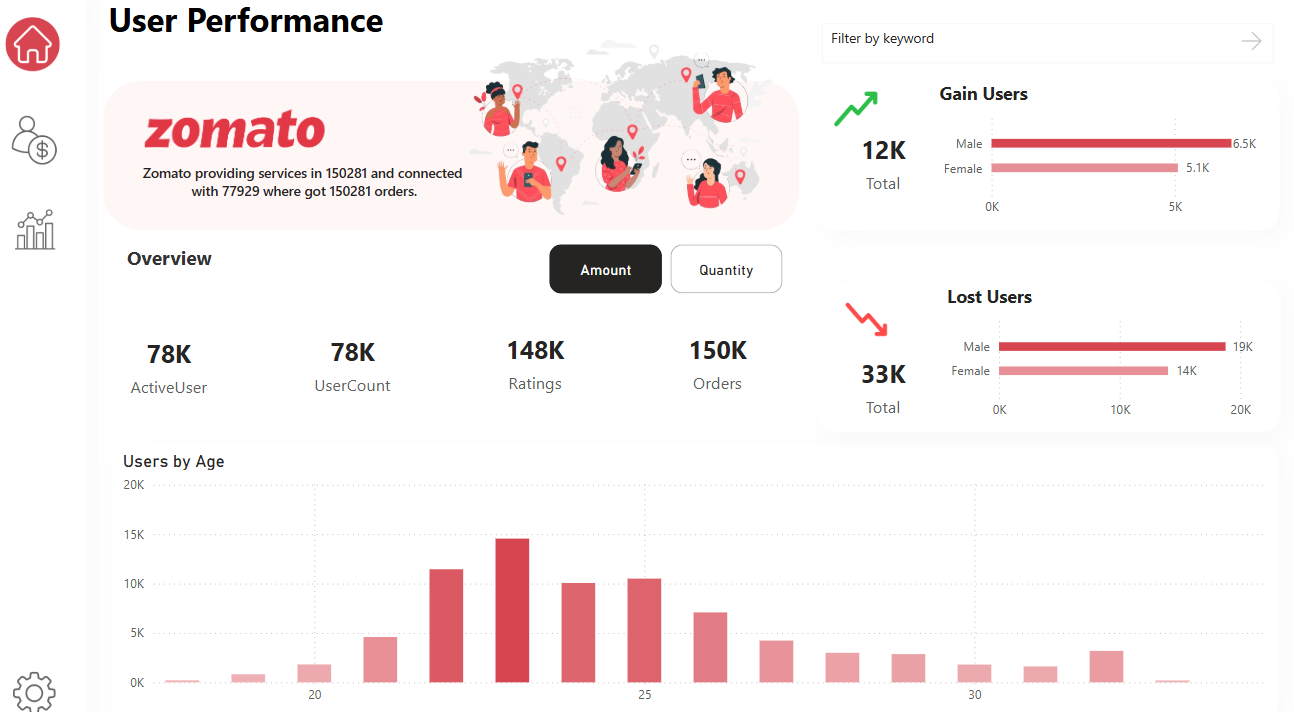 User Performance
Filter by keyword
zomato
Zomato providing services in 150281 and connected
with 77929 where got 150281 orders.
Gain Users
12K
Total
Male
6.5K
Female
5.1K
0K
5K
Overview
Amount
Quantity
78K
ActiveUser
78K
UserCount
148K
Ratings
150K
Orders
Lost Users
33K
Total
Male
19K
Female
14K
0K
10K
20K
Users by Age
20K
15K
10K
5K
0K
20
25
30